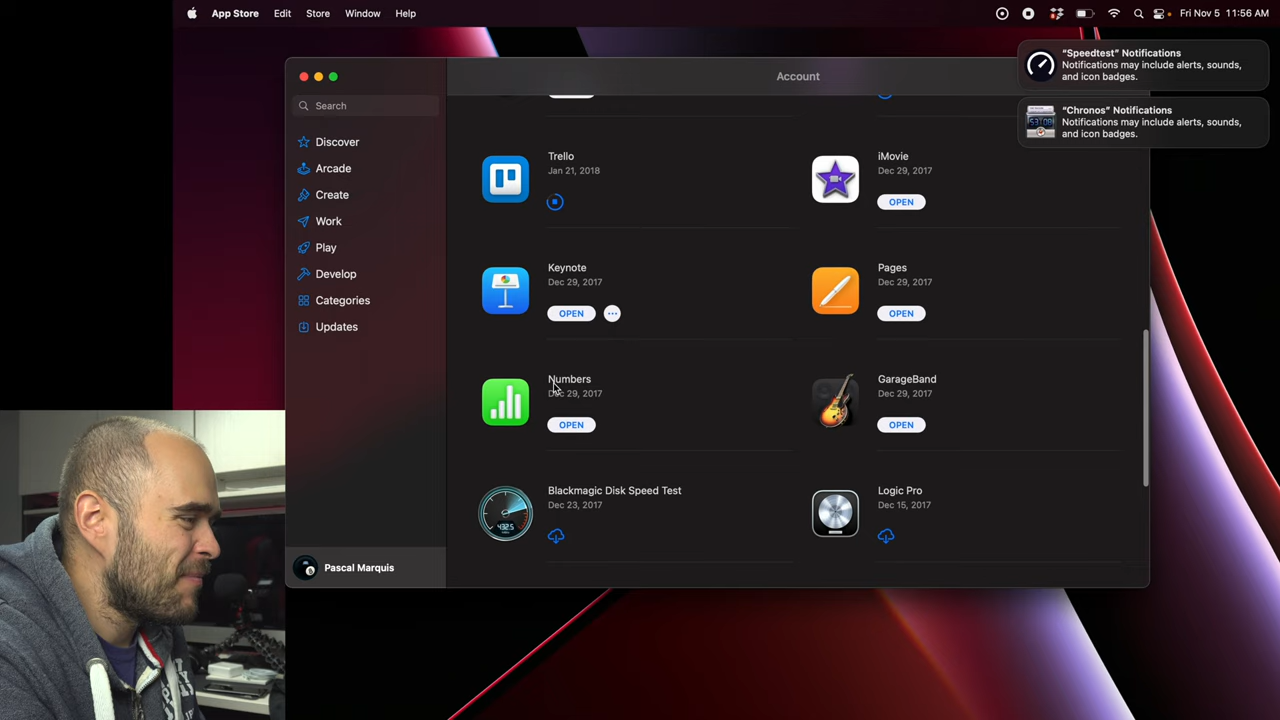 App Store Edit Store Window Help
Fri Nov 5 11:56 AM
Account
"Speedtest" Notifications
Notifications may include alerts, sounds,
and icon badges.
"Chronos" Notifications
Notifications may include alerts, sounds,
and icon badges.
Search
Discover
Arcade
Create
Work
Play
Develop
Categories
Updates
Pascal Marquis
Trello
Jan 21, 2018
iMovie
Dec 29, 2017
OPEN
Keynote
Dec 29, 2017
OPEN
Pages
Dec 29, 2017
OPEN
Numbers
Dec 29, 2017
OPEN
GarageBand
Dec 29, 2017
OPEN
Blackmagic Disk Speed Test
Dec 23, 2017
432.5
Logic Pro
Dec 15, 2017